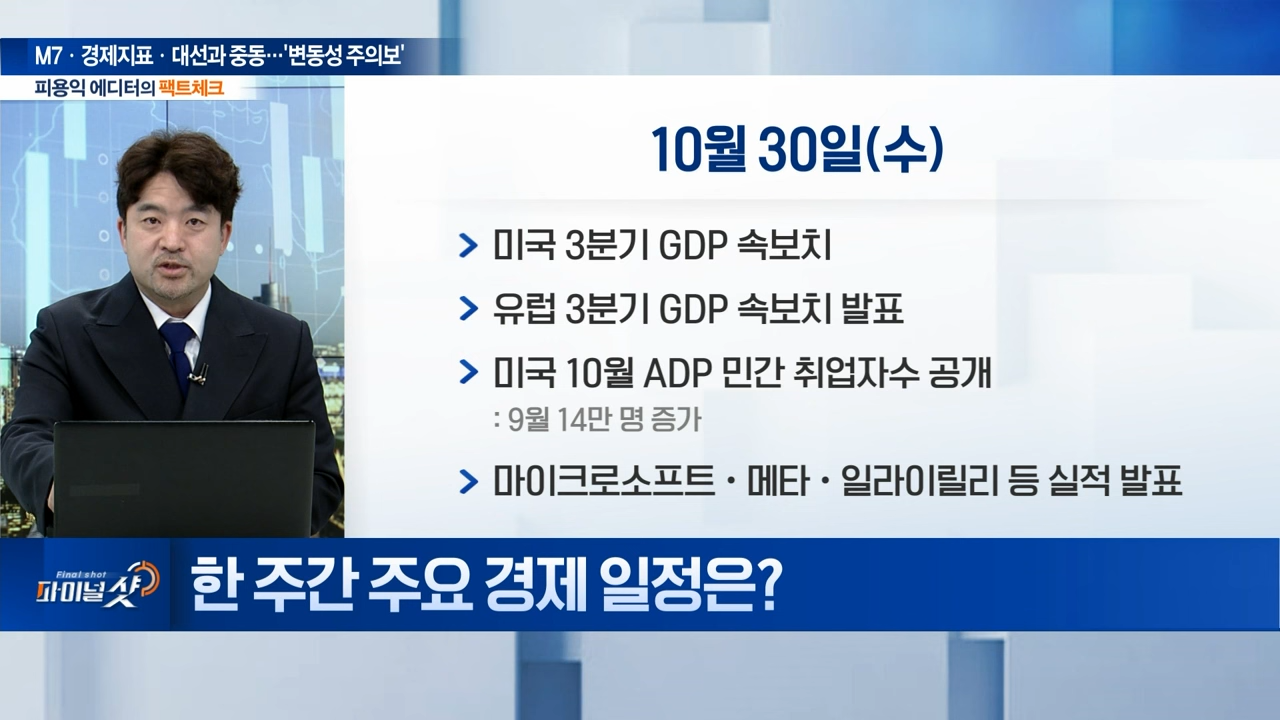 M7 · 경제지표 · 대선과 중동…'변동성 주의보'
피용익 에디터의 팩트체크
10월 30일(수)
미국 3분기 GDP 속보치
유럽 3분기 GDP 속보치 발표
미국 10월 ADP 민간 취업자수 공개
: 9월 14만 명 증가
마이크로소프트 · 메타 · 일라이릴리 등 실적 발표
Final shot
파이널샷
한 주간 주요 경제 일정은?